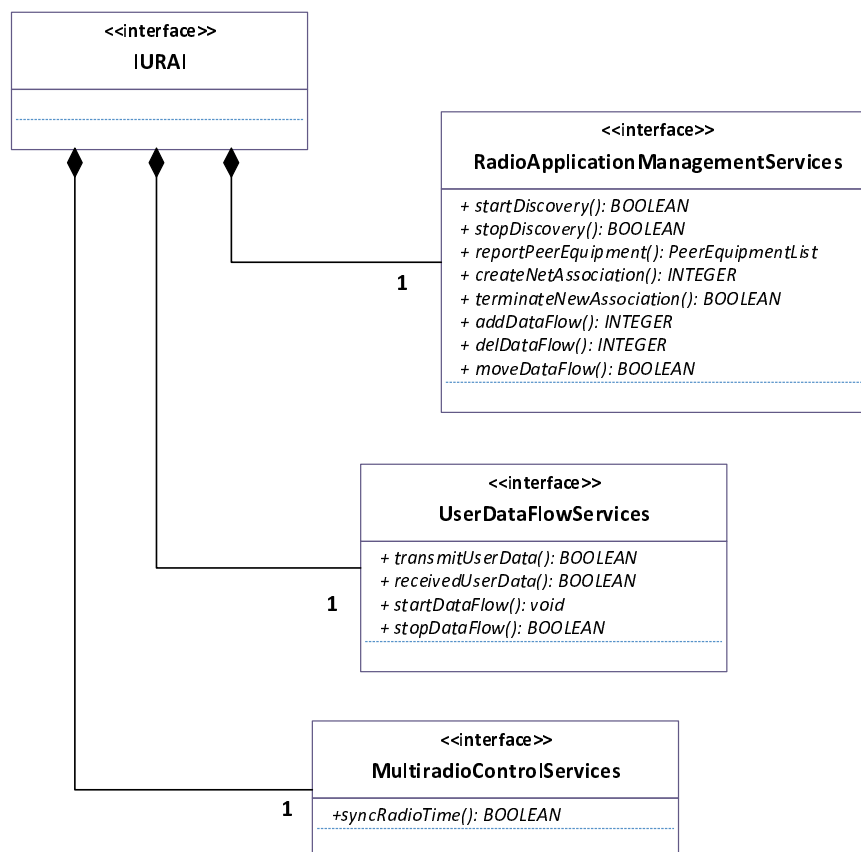 <<interface>>
IURAI
<<interface>>
RadioApplicationManagementServices
+ startDiscovery(): BOOLEAN
+ stopDiscovery(): BOOLEAN
+ reportPeerEquipment(): PeerEquipmentList
+ createNetAssociation(): INTEGER
+ terminateNewAssociation(): BOOLEAN
+ addDataFlow(): INTEGER
+ delDataFlow(): INTEGER
+ moveDataFlow(): BOOLEAN
1
<<interface>>
UserDataFlowServices
+ transmitUserData(): BOOLEAN
+ receivedUserData(): BOOLEAN
+ startDataFlow(): void
+ stopDataFlow(): BOOLEAN
1
<<interface>>
MultiradioControlServices
+syncRadioTime(): BOOLEAN
1